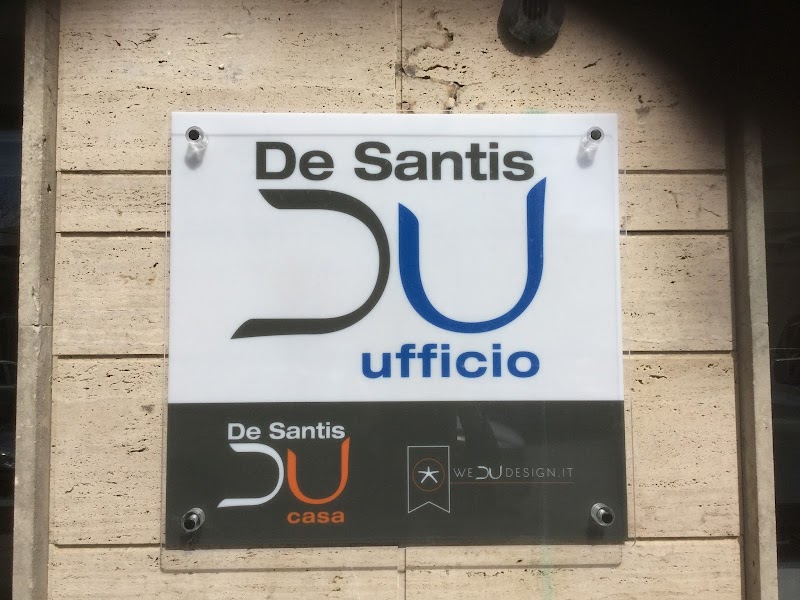 De Santis
DU
ufficio
De Santis
DU
casa
WEDUDESIGN.IT